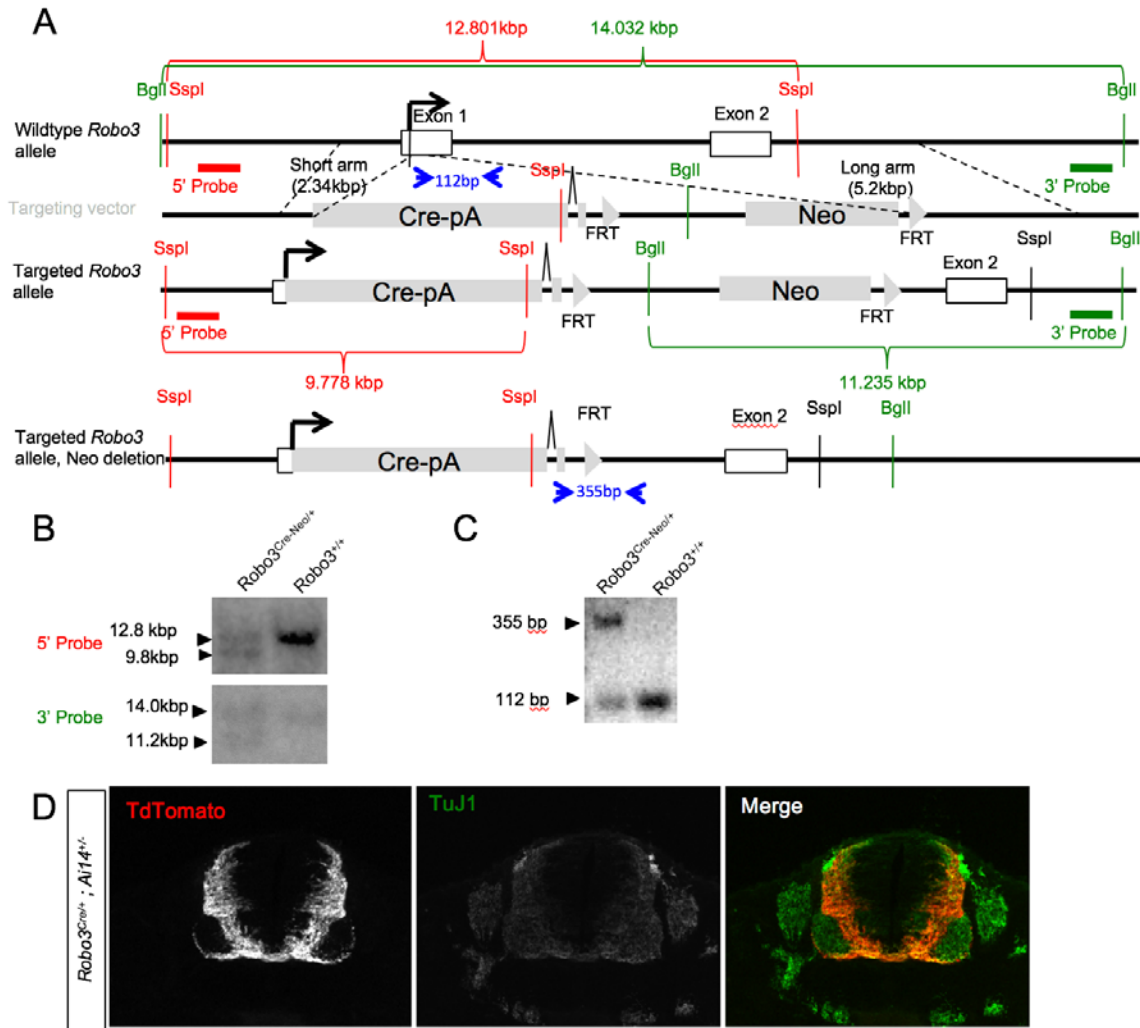 A
12.801kbp
14.032 kbp
BglI
SspI
SspI
BglI
Wildtype Robo3
allele
Exon 1
Exon 2
5' Probe
Short arm
(2.34kbp)
112bp
SspI
BglI
Long arm
(5.2kbp)
3' Probe
Targeting vector
Cre-pA
FRT
Neo
FRT
SspI
SspI
BglI
SspI
BglI
Targeted Robo3
allele
Cre-pA
FRT
Neo
FRT
Exon 2
5' Probe
3' Probe
9.778 kbp
11.235 kbp
SspI
SspI
FRT
Exon 2
SspI
BglI
Targeted Robo3
allele, Neo deletion
Cre-pA
355bp
B
Robo3Cre-Neo/+
Robo3+/+
5' Probe
12.8 kbp
9.8kbp
3' Probe
14.0kbp
11.2kbp
C
Robo3Cre-Neo/+
Robo3+/+
355 bp
112 bp
D
Robo3Cre/+; Ai14+/-
TdTomato
TuJ1
Merge